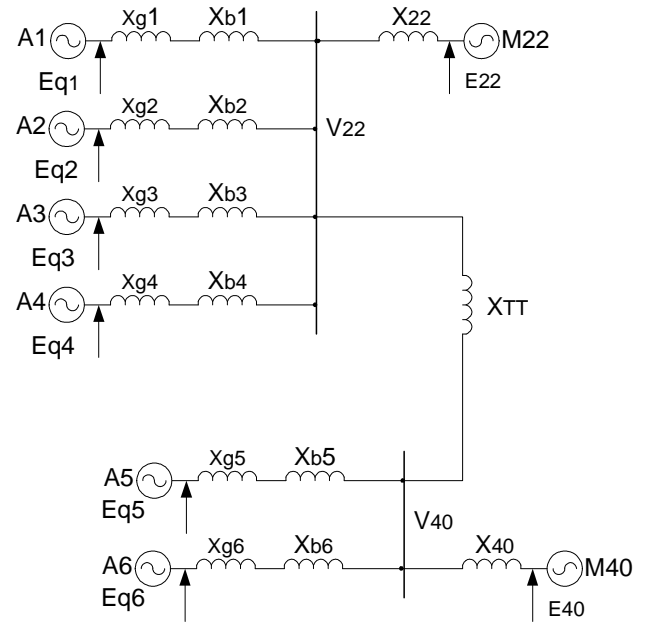 A1 Xg1 Xb1 X22 M22
Eq1 E22
A2 Xg2 Xb2 V22
Eq2
A3 Xg3 Xb3
Eq3
A4 Xg4 Xb4 XTT
Eq4
A5 Xg5 Xb5
Eq5 V40
A6 Xg6 Xb6 X40 M40
Eq6 E40